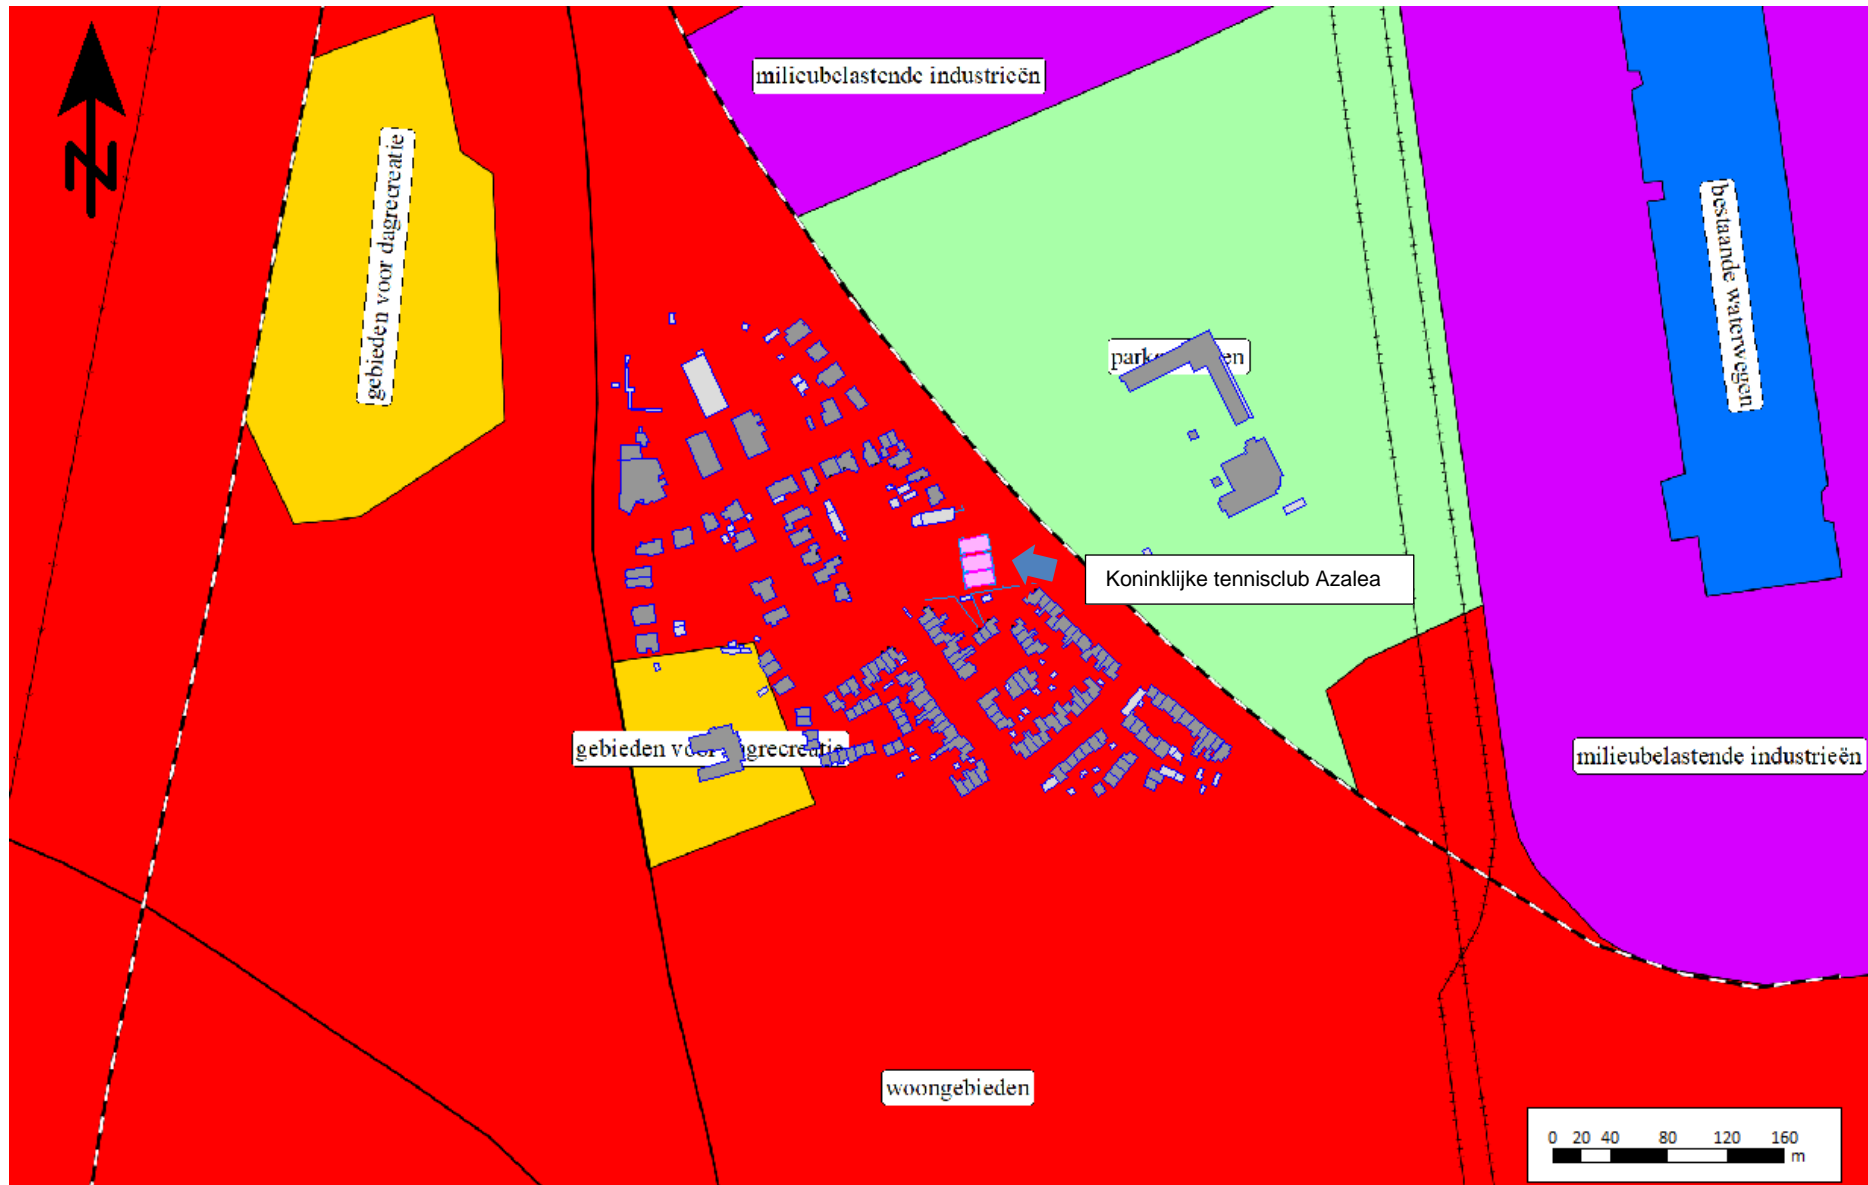 milieubelastende industrieën
gebieden voor dagrecreatie
N
bestaande waterwegen
Koninklijke tennisclub Azalea
milieubelastende industrieën
woongebieden
0 20 40 80 120 160
m